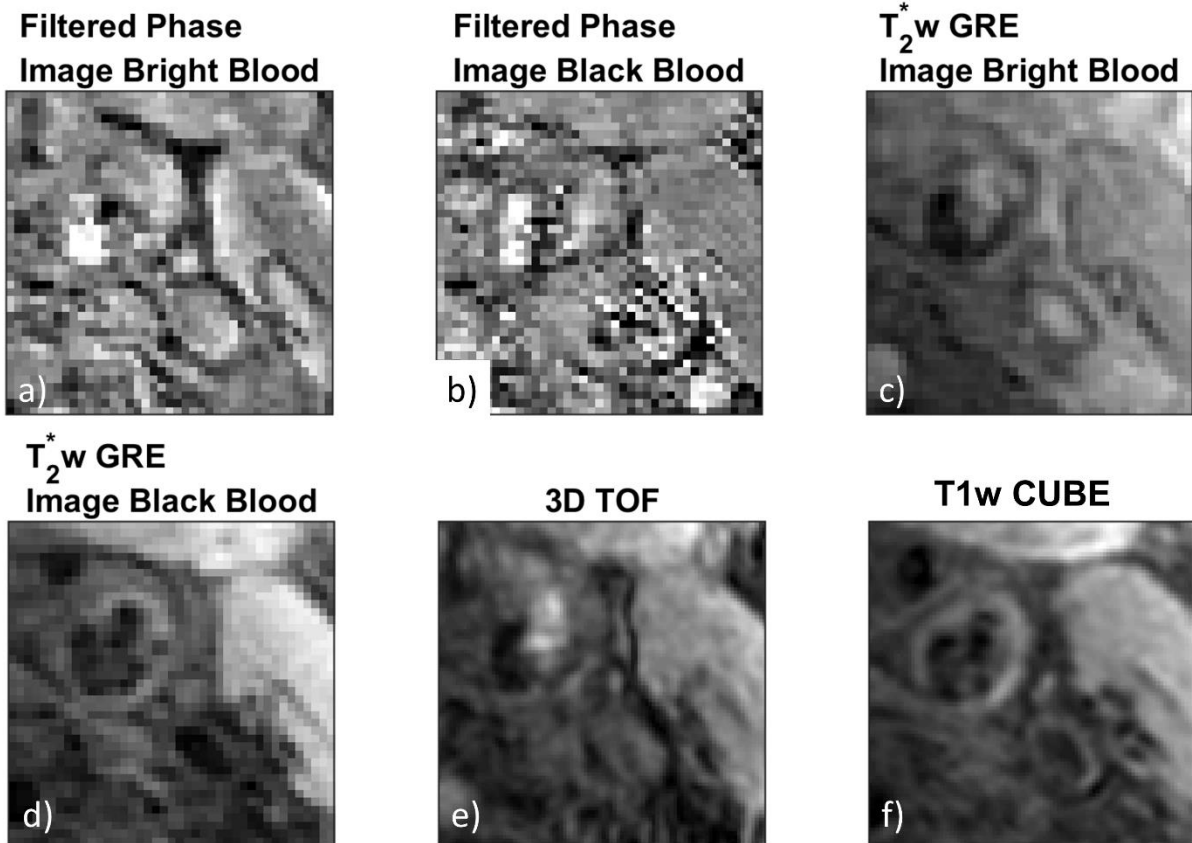 Filtered Phase
Image Bright Blood
Filtered Phase
Image Black Blood
T2*w GRE
Image Bright Blood
a)
b)
c)
T2*w GRE
Image Black Blood
3D TOF
T1w CUBE
d)
e)
f)